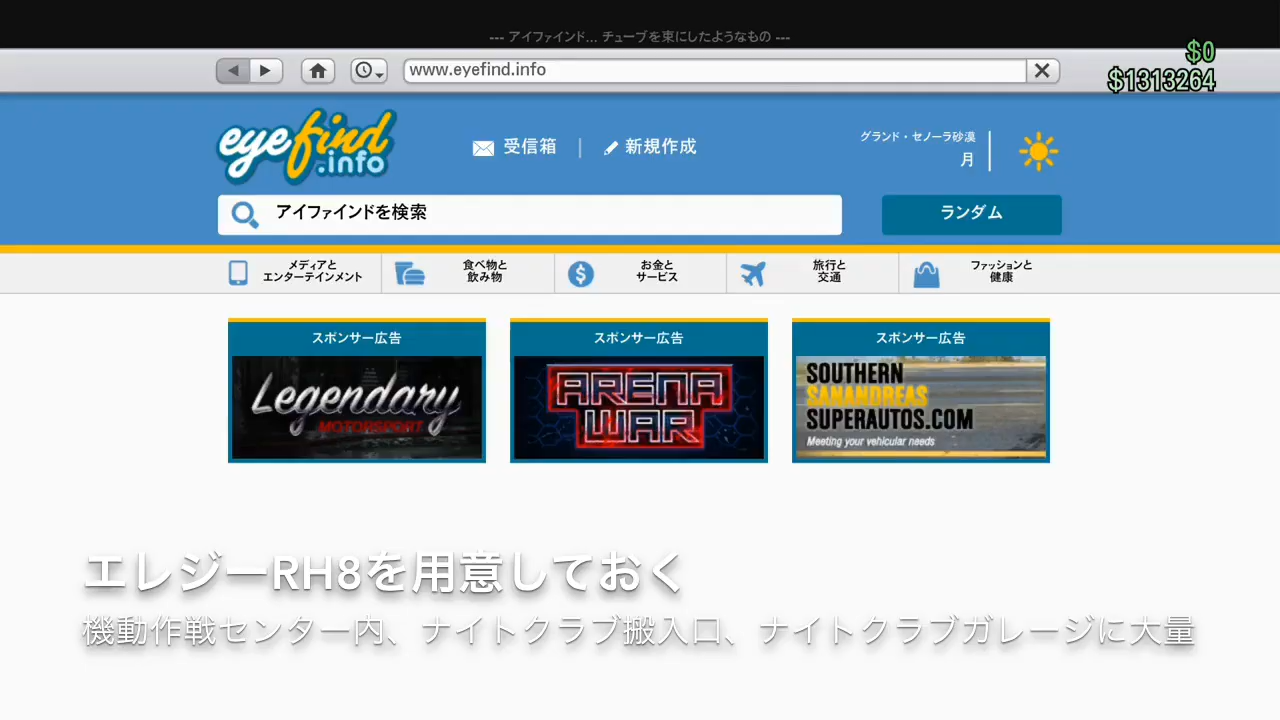 --- アイファインド... チューブを束にしたようなもの ---
$0
www.eyefind.info
$1313264
eyefind
.info
受信箱
新規作成
グランド・セノーラ砂漠
月
アイファインドを検索
ランダム
メディアと
エンターテインメント
食べ物と
飲み物
お金と
サービス
旅行と
交通
ファッションと
健康
スポンサー広告
Legendary
MOTORSPORT
スポンサー広告
ARENA
WAR
スポンサー広告
SOUTHERN
SANANDREAS
SUPERAUTOS.COM
Meeting your vehicular needs
エレジーRH8を用意しておく
機動作戦センター内、ナイトクラブ搬入口、ナイトクラブガレージに大量